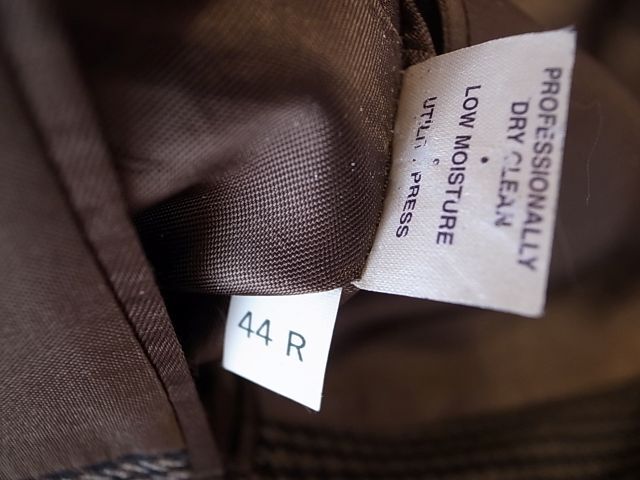 PROFESSIONALLY
DRY CLEAN
LOW MOISTURE
PRESS
44 R